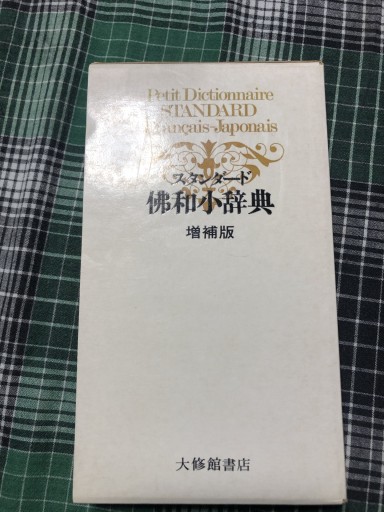 Petit Dictionnaire
STANDARD
Français-Japonais
スタンダード
佛和小辞典
増補版
大修館書店